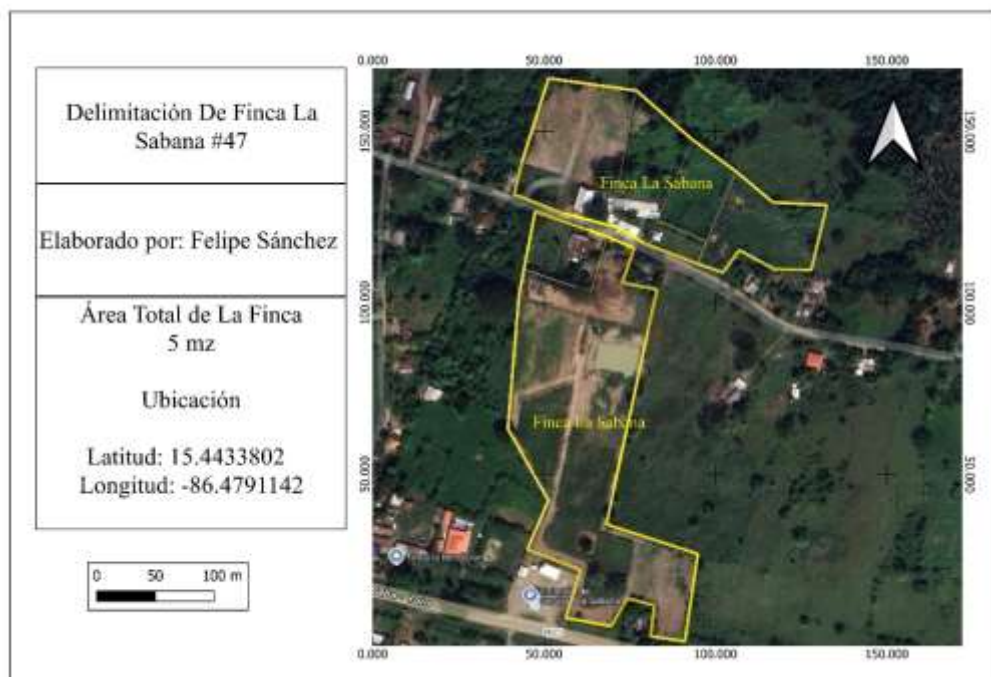 Delimitación De Finca La
Sabana #47
Elaborado por: Felipe Sánchez
Área Total de La Finca
5 mz
Ubicación
Latitud: 15.4433802
Longitud: -86.4791142
0 50 100 m
0.000 50.000 100.000 150.000
150.000
100.000
50.000
Finca La Sabana
Finca La Sabana
150.000
100.000
50.000
0.000 50.000 100.000 150.000